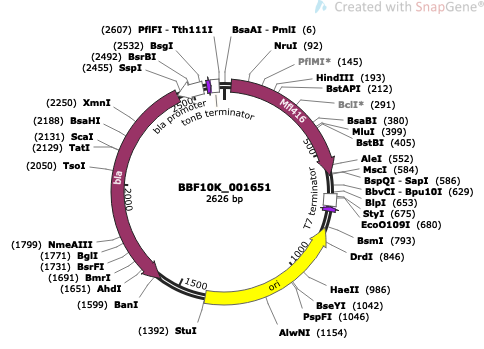 Created with SnapGene®
(2607) PflFI - Tth111I
BsaAI - PmlI (6)
(2532) BsgI
NruI (92)
(2492) BsrBI
PflMI* (145)
(2455) SspI
HindIII (193)
BstAPI (212)
(2250) XmnI
BclI* (291)
(2188) BsaHI
BsaBI (380)
(2131) ScaI
MluI (399)
(2129) TatI
BstBI (405)
(2050) TsoI
AleI (552)
MscI (584)
BspQI - SapI (586)
BbvCI - Bpu10I (629)
BlpI (653)
StyI (675)
EcoO109I (680)
(1799) NmeAIII
BsmI (793)
(1771) BglI
DrdI (846)
(1731) BsrFI
(1691) BmrI
(1651) AhdI
HaeII (986)
(1599) BanI
BseYI (1042)
PspFI (1046)
(1392) StuI
AlwNI (1154)
bla promoter
tonB terminator
Mfl416
T7 terminator
bla
ori
500
1000
1500
2000
2500
BBF10K_001651
2626 bp